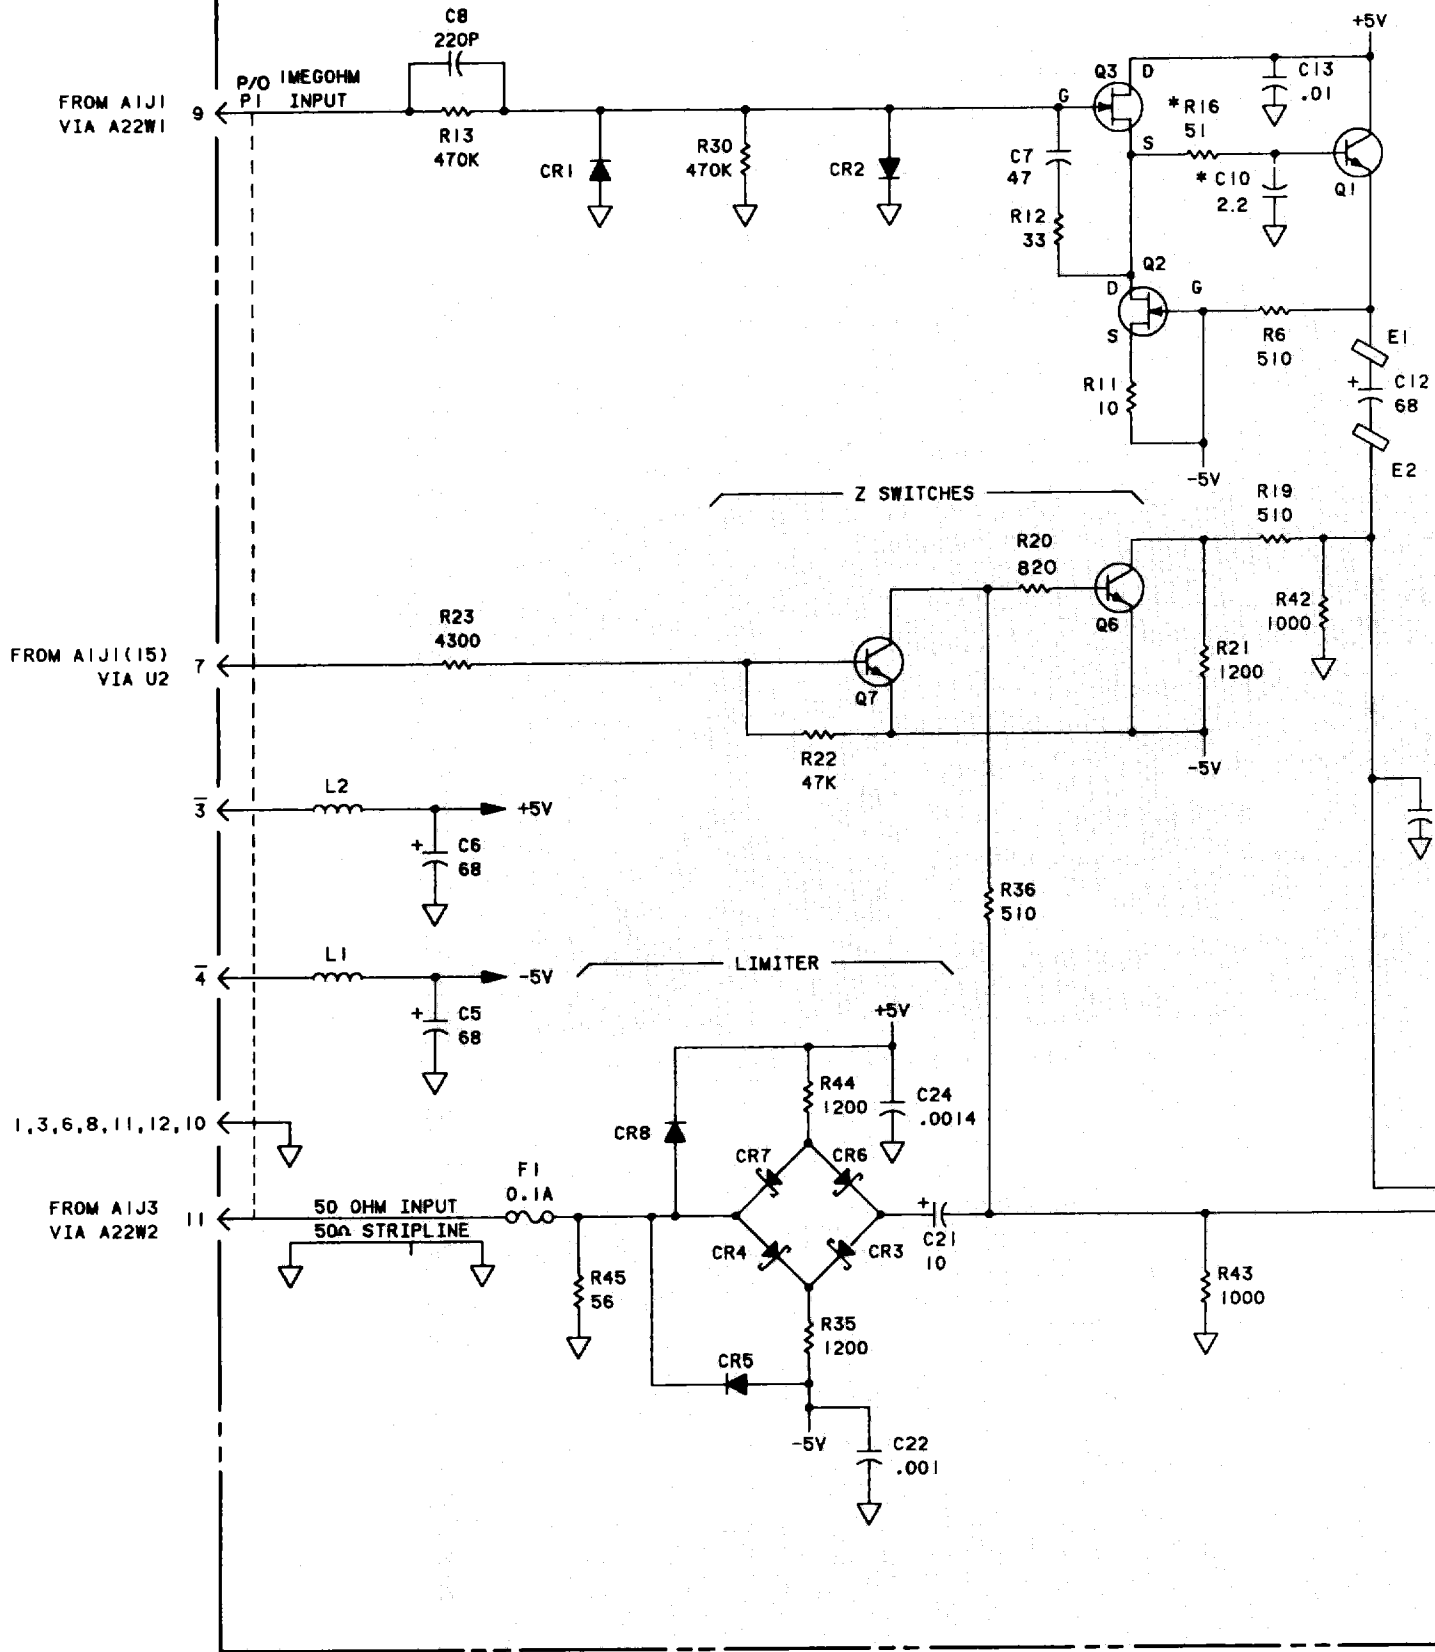 C8
220P
+5V
P/O
P1
1MEGOHM
INPUT
FROM A1J1
VIA A22W1
9
R13
470K
CR1
R30
470K
CR2
G
Q3
D
S
C13
.01
*R16
51
*C10
2.2
Q1
C7
47
R12
33
Q2
D
G
S
R11
10
R6
510
E1
+
C12
68
E2
-5V
Z SWITCHES
R19
510
R20
820
Q6
R42
1000
R21
1200
R23
4300
FROM A1J1(15)
VIA U2
7
Q7
R22
47K
-5V
3
L2
+5V
+
C6
68
R36
510
4
L1
-5V
+
C5
68
LIMITER
+5V
R44
1200
C24
.0014
1,3,6,8,11,12,10
CR8
CR7
CR6
FROM A1J3
VIA A22W2
11
50 OHM INPUT
50Ω STRIPLINE
F1
0.1A
CR4
CR3
+
C21
10
R45
56
R43
1000
R35
1200
CR5
-5V
C22
.001